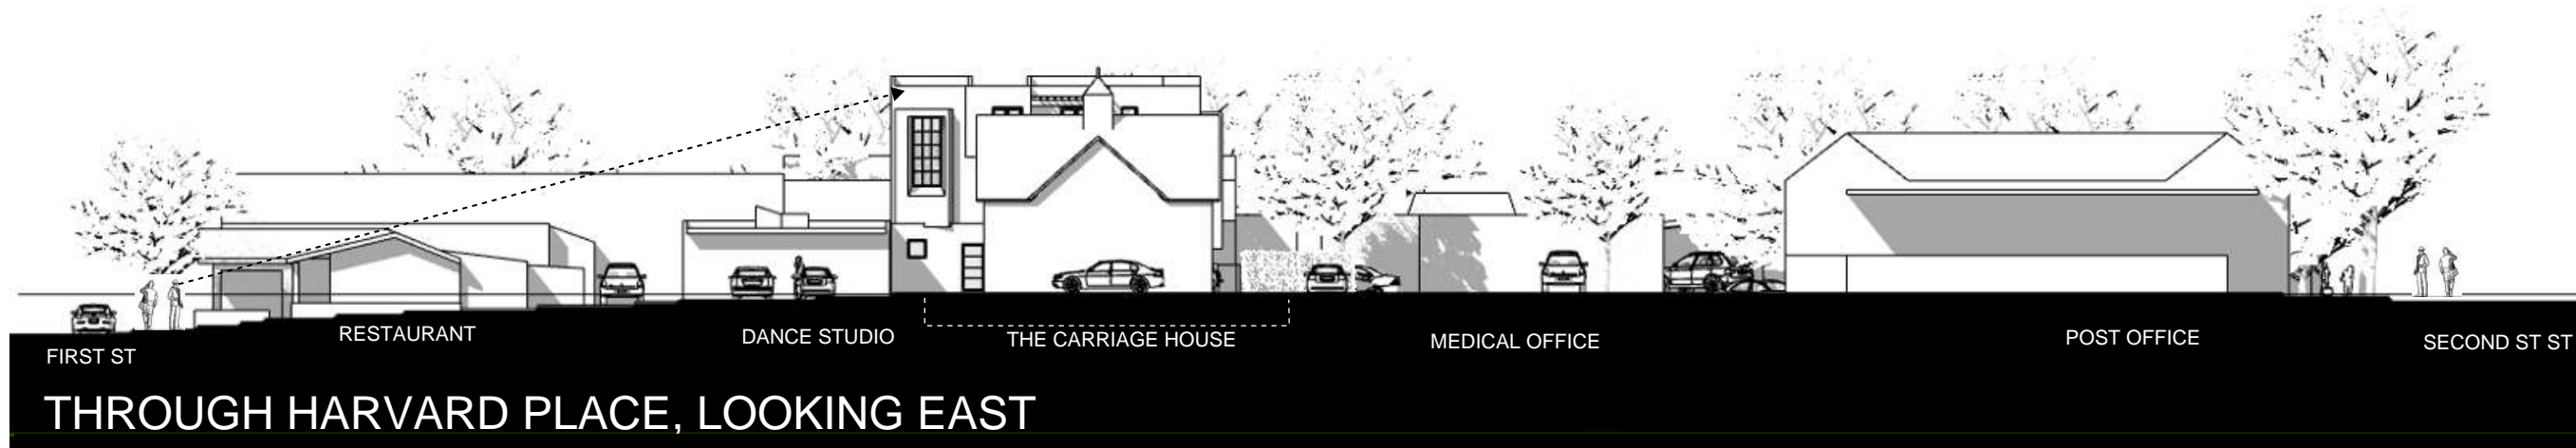 FIRST ST
RESTAURANT
DANCE STUDIO
THE CARRIAGE HOUSE
MEDICAL OFFICE
POST OFFICE
SECOND ST ST
THROUGH HARVARD PLACE, LOOKING EAST